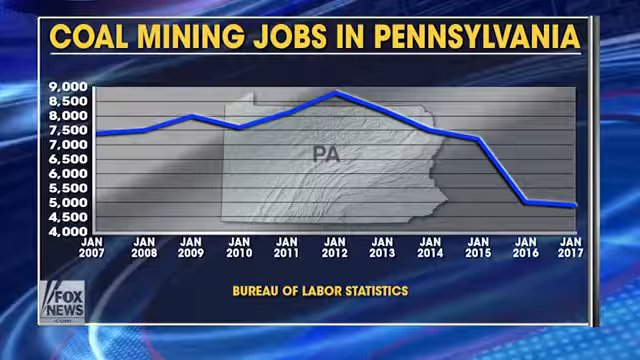 COAL MINING JOBS IN PENNSYLVANIA
9,000
8,500
8,000
7,500
7,000
6,500
6,000
5,500
5,000
4,500
4,000
PA
JAN JAN JAN JAN JAN JAN JAN JAN JAN JAN JAN
2007 2008 2009 2010 2011 2012 2013 2014 2015 2016 2017
BUREAU OF LABOR STATISTICS
FOX
NEWS
.com